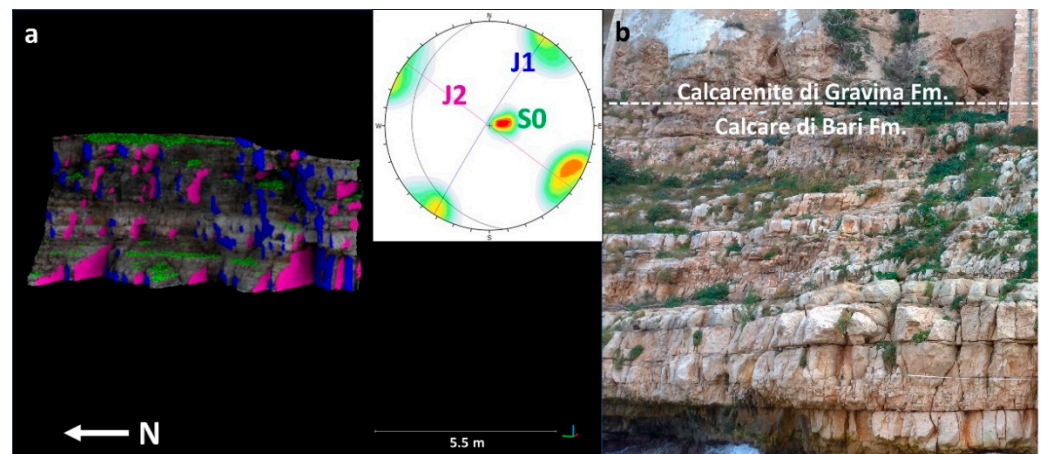 a
N
J1
J2
S0
W
E
S
N
5.5 m
b
Calcarenite di Gravina Fm.
Calcare di Bari Fm.